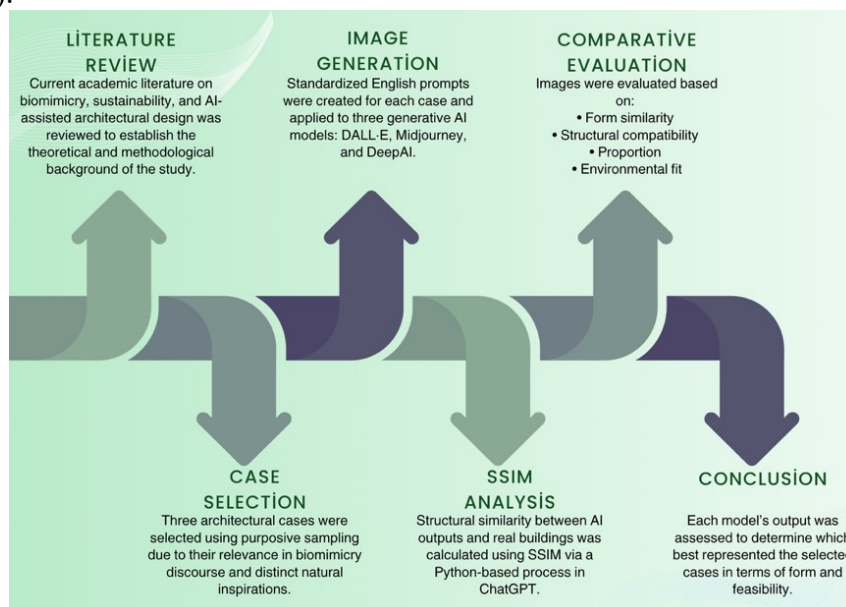 ).
LİTERATURE
REVİEW
Current academic literature on
biomimicry, sustainability, and AI-
assisted architectural design was
reviewed to establish the
theoretical and methodological
background of the study.
IMAGE
GENERATİON
Standardized English prompts
were created for each case and
applied to three generative AI
models: DALL·E, Midjourney,
and DeepAI.
COMPARATİVE
EVALUATİON
Images were evaluated based
on:
• Form similarity
• Structural compatibility
• Proportion
• Environmental fit
CASE
SELECTİON
Three architectural cases were
selected using purposive sampling
due to their relevance in biomimicry
discourse and distinct natural
inspirations.
SSIM
ANALYSİS
Structural similarity between AI
outputs and real buildings was
calculated using SSIM via a
Python-based process in
ChatGPT.
CONCLUSİON
Each model's output was
assessed to determine which
best represented the selected
cases in terms of form and
feasibility.